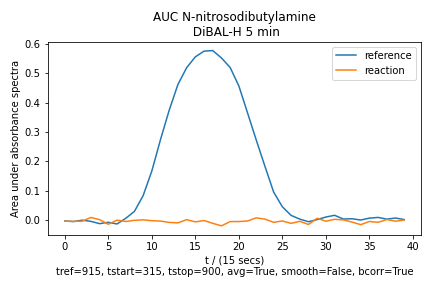 AUC N-nitrosodibutylamine
DiBAL-H 5 min
Area under absorbance spectra
0.6
0.5
0.4
0.3
0.2
0.1
0.0
reference
reaction
0 5 10 15 20 25 30 35 40
t / (15 secs)
tref=915, tstart=315, tstop=900, avg=True, smooth=False, bcorr=True